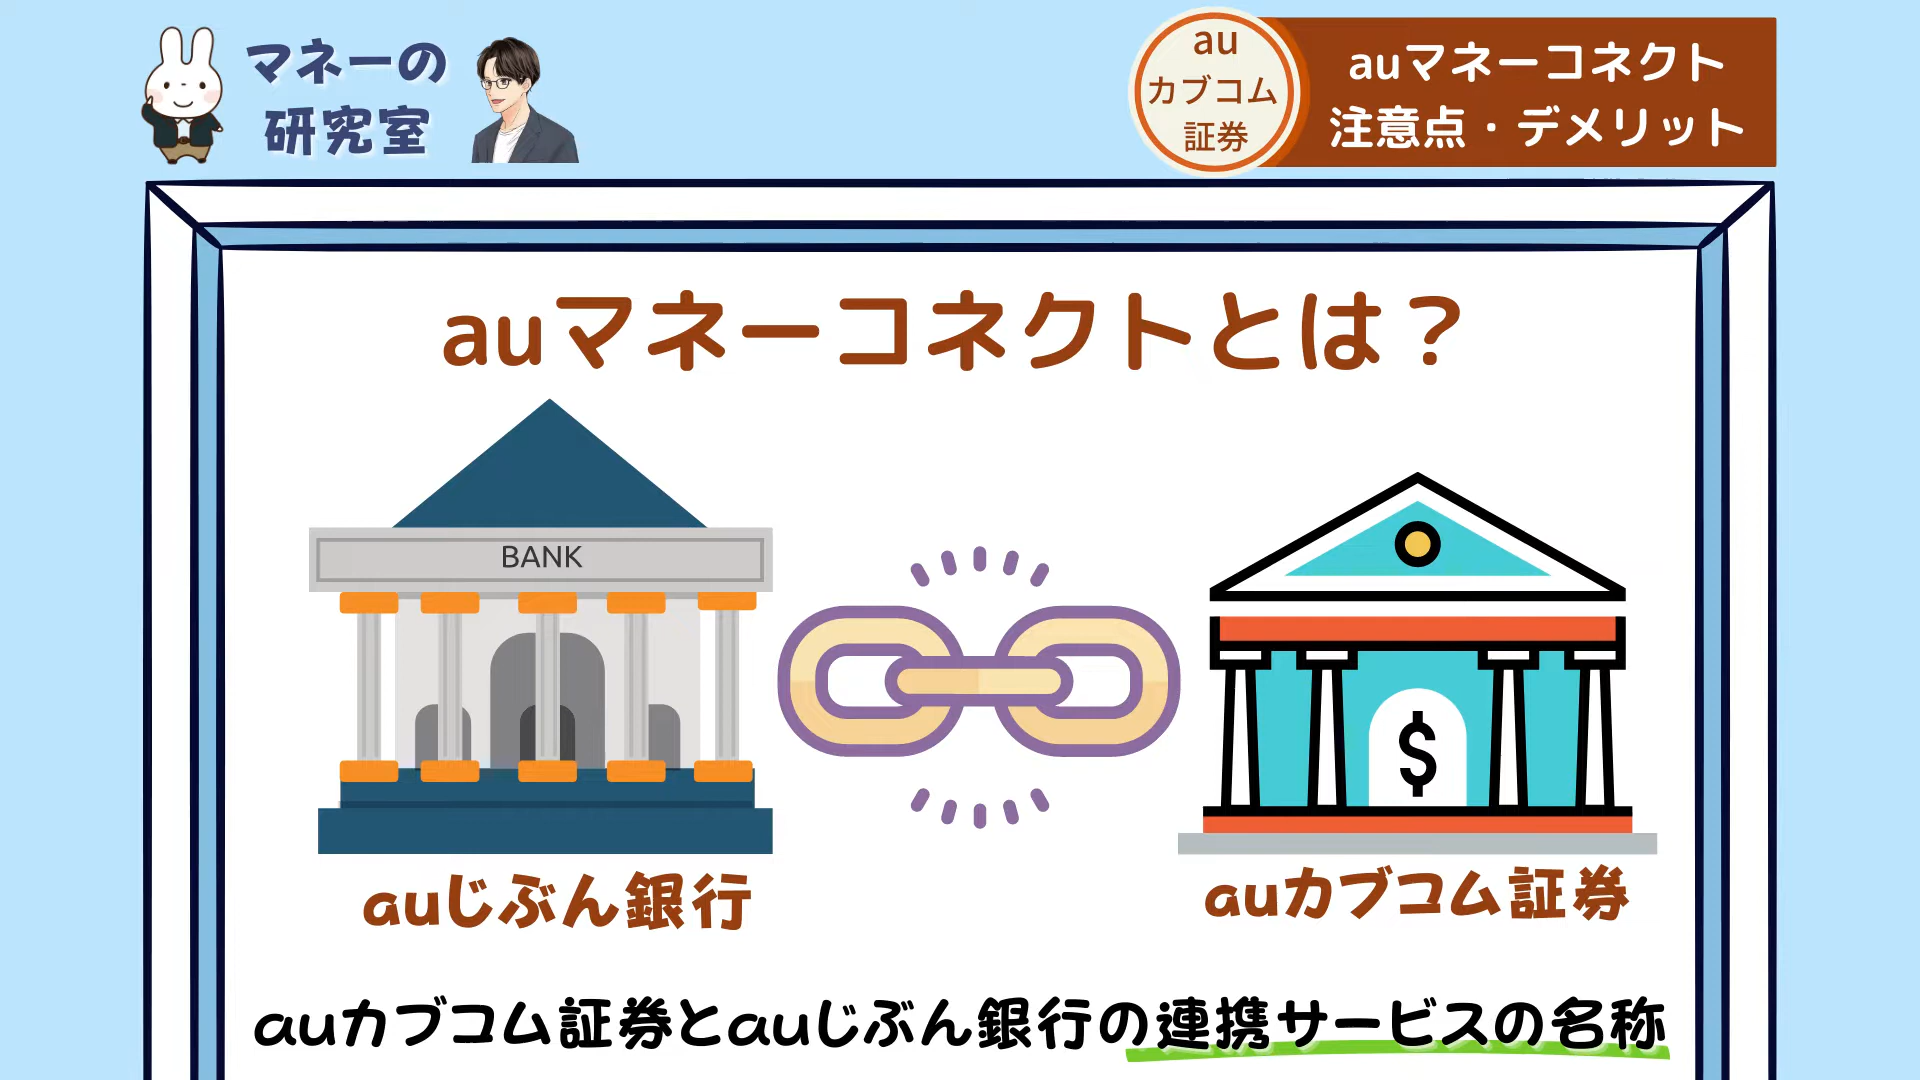 マネーの
研究室
au
カブコム
証券
auマネーコネクト
注意点・デメリット
auマネーコネクトとは？
BANK
$
auじぶん銀行
auカブコム証券
auカブコム証券とauじぶん銀行の連携サービスの名称